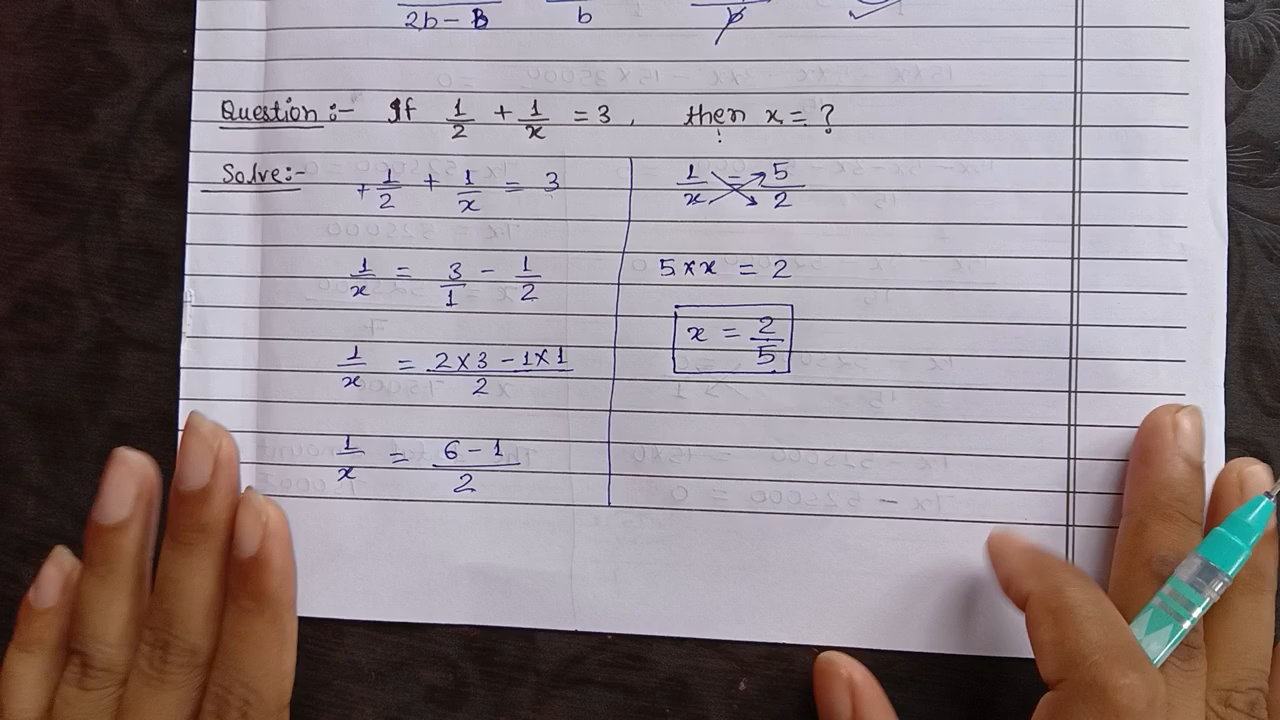 2b - B b b
Question :- If 1/2 + 1/x = 3, then x = ?
Solve :-
+1/2 + 1/x = 3
1/x = 3/1 - 1/2
1/x = (2×3 - 1×1)/2
1/x = (6 - 1)/2
1/x = 5/2
5×x = 2
x = 2/5